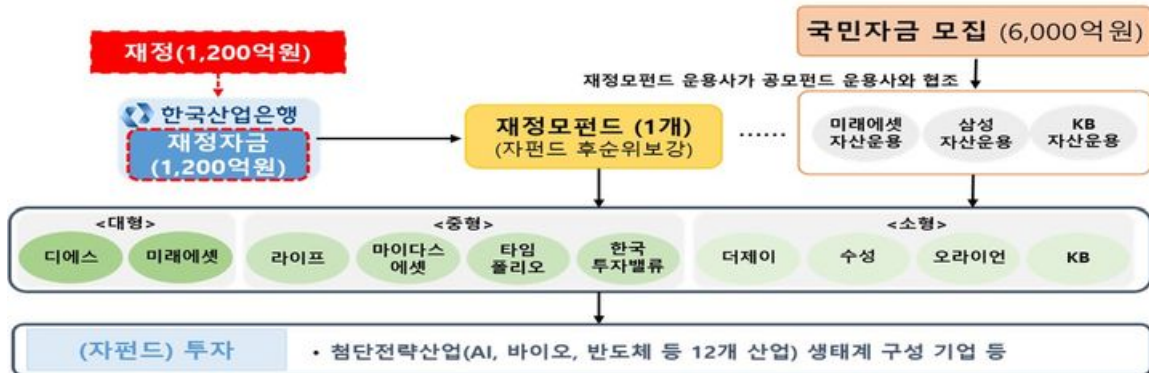 재정(1,200억원)
국민자금 모집 (6,000억원)
재정모펀드 운용사가 공모펀드 운용사와 협조
한국산업은행
재정자금
(1,200억원)
재정모펀드 (1개)
(자펀드 후순위보강)
......
미래에셋
자산운용
삼성
자산운용
KB
자산운용
<대형>
디에스
미래에셋
<중형>
라이프
마이다스
에셋
타임
폴리오
한국
투자밸류
<소형>
더제이
수성
오라이언
KB
(자펀드) 투자
• 첨단전략산업(AI, 바이오, 반도체 등 12개 산업) 생태계 구성 기업 등